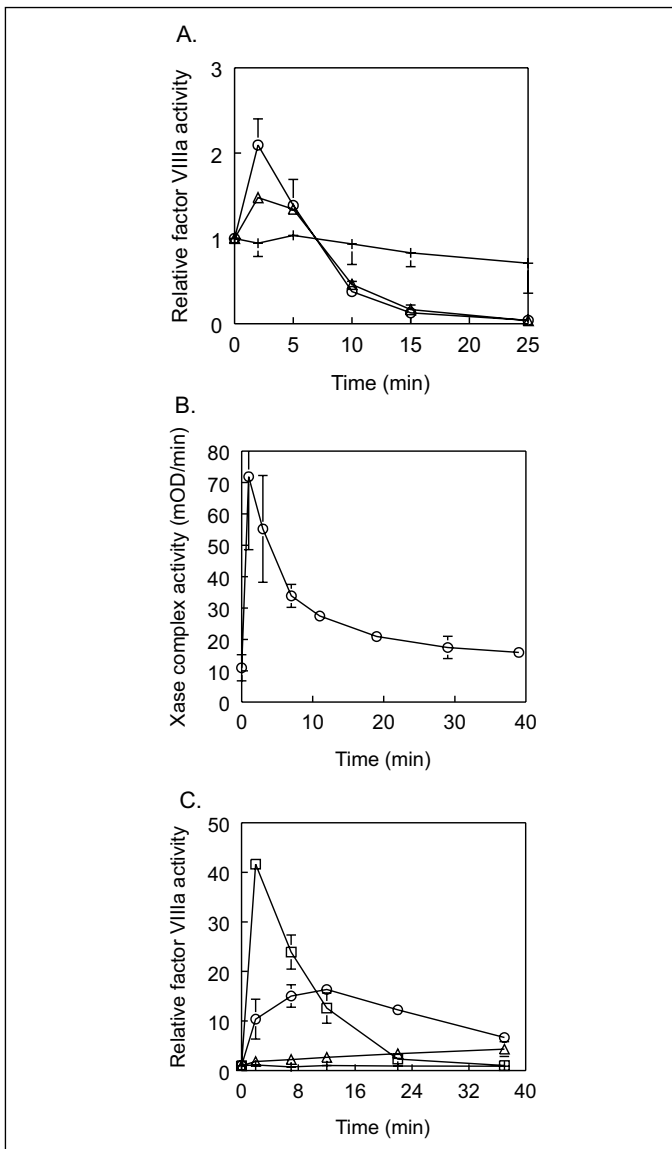 A.
Relative factor VIIIa activity
3
2
1
0
0 5 10 15 20 25
Time (min)
B.
Xase complex activity (mOD/min)
80
70
60
50
40
30
20
10
0
0 10 20 30 40
Time (min)
C.
Relative factor VIIIa activity
50
40
30
20
10
0
0 8 16 24 32 40
Time (min)